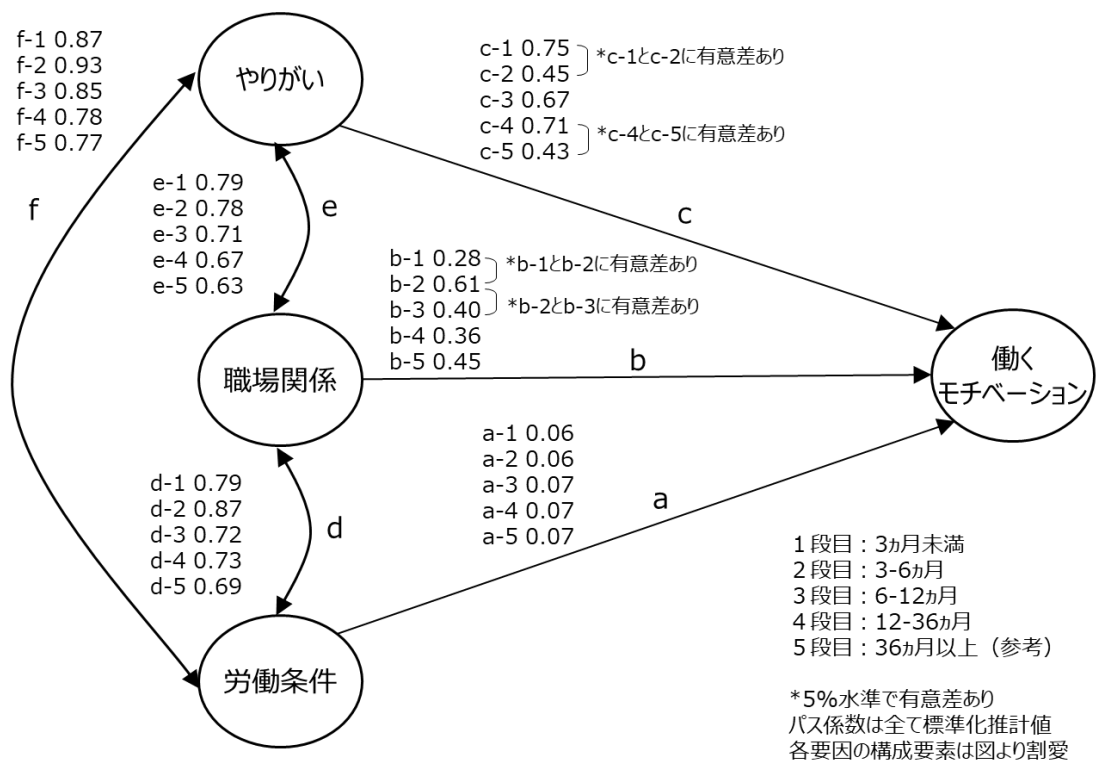 f-1 0.87
f-2 0.93
f-3 0.85
f-4 0.78
f-5 0.77
やりがい
c-1 0.75
c-2 0.45
c-3 0.67
c-4 0.71
c-5 0.43
*c-1とc-2に有意差あり
*c-4とc-5に有意差あり
f
e-1 0.79
e-2 0.78
e-3 0.71
e-4 0.67
e-5 0.63
e
c
b-1 0.28
b-2 0.61
b-3 0.40
b-4 0.36
b-5 0.45
*b-1とb-2に有意差あり
*b-2とb-3に有意差あり
職場関係
b
働く
モチベーション
d-1 0.79
d-2 0.87
d-3 0.72
d-4 0.73
d-5 0.69
d
a-1 0.06
a-2 0.06
a-3 0.07
a-4 0.07
a-5 0.07
a
労働条件
1段目：3ヵ月未満
2段目：3-6ヵ月
3段目：6-12ヵ月
4段目：12-36ヵ月
5段目：36ヵ月以上（参考）
*5%水準で有意差あり
パス係数は全て標準化推計値
各要因の構成要素は図より割愛